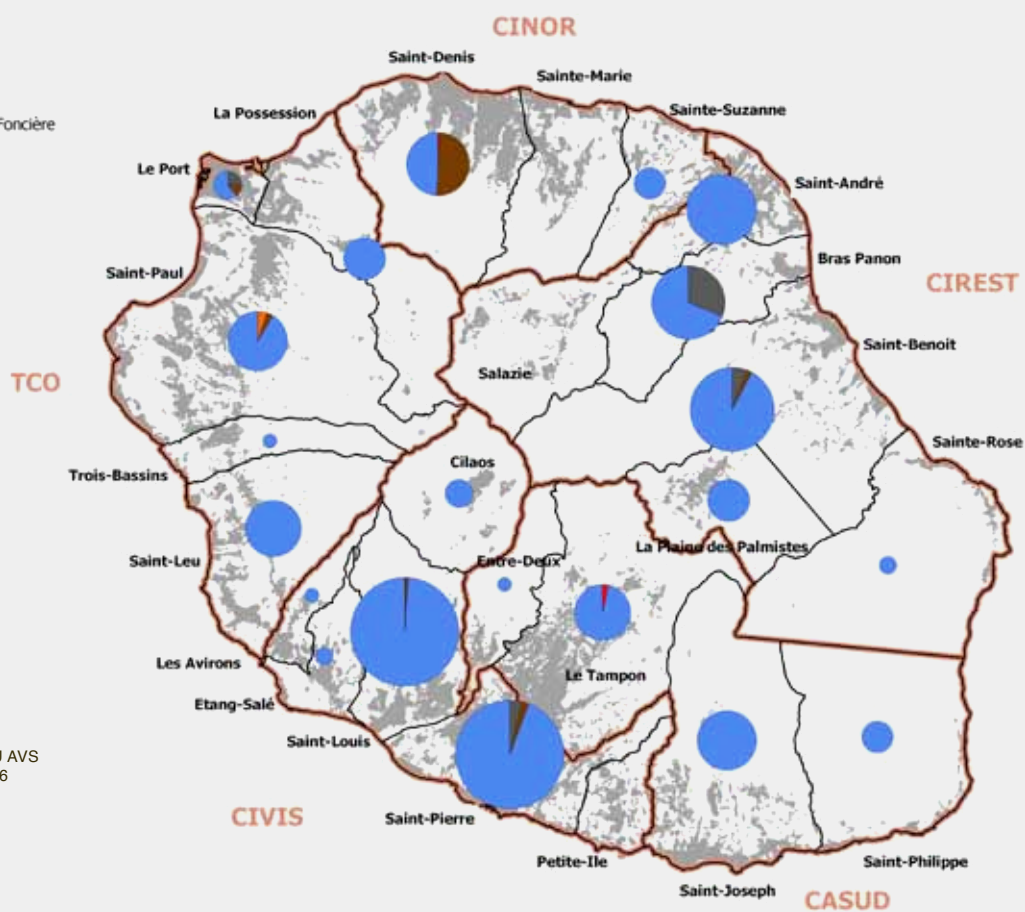 CINOR
Saint-Denis
Sainte-Marie
Sainte-Suzanne
La Possession
Foncière
Le Port
Saint-André
Bras Panon
Saint-Paul
CIREST
Saint-Benoit
Salazie
TCO
Sainte-Rose
Cilaos
Trois-Bassins
La Plaine des Palmistes
Saint-Leu
Entre-Deux
Les Avirons
Le Tampon
Etang-Salé
Saint-Louis
AVS
6
CIVIS
Saint-Pierre
Petite-Ile
Saint-Philippe
Saint-Joseph
CASUD